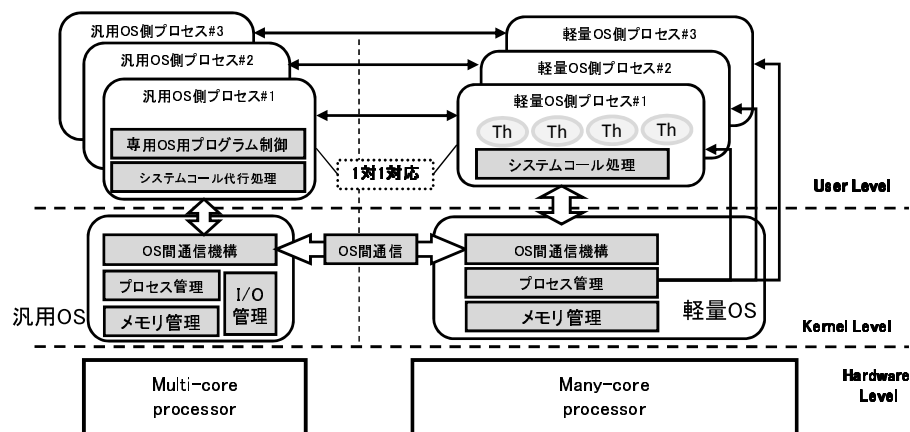 汎用OS側プロセス#3
汎用OS側プロセス#2
汎用OS側プロセス#1
専用OS用プログラム制御
システムコール代行処理
1対1対応
軽量OS側プロセス#3
軽量OS側プロセス#2
軽量OS側プロセス#1
Th Th Th Th
システムコール処理
User Level
OS間通信機構
プロセス管理
メモリ管理
I/O
管理
汎用OS
OS間通信
OS間通信機構
プロセス管理
メモリ管理
軽量OS
Kernel Level
Multi-core
processor
Many-core
processor
Hardware
Level